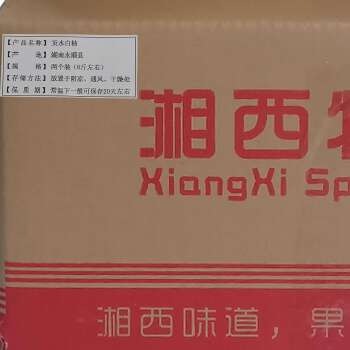 【产品名称】 贡水白柚
【产 地】 湖南永顺县
【规 格】 两个装（8斤左右）
【存储方法】 放置于阴凉、通风、干燥处
【保 质 期】 常温下一般可保存20天左右
湘西
XiangXi Sp
湘西味道，果